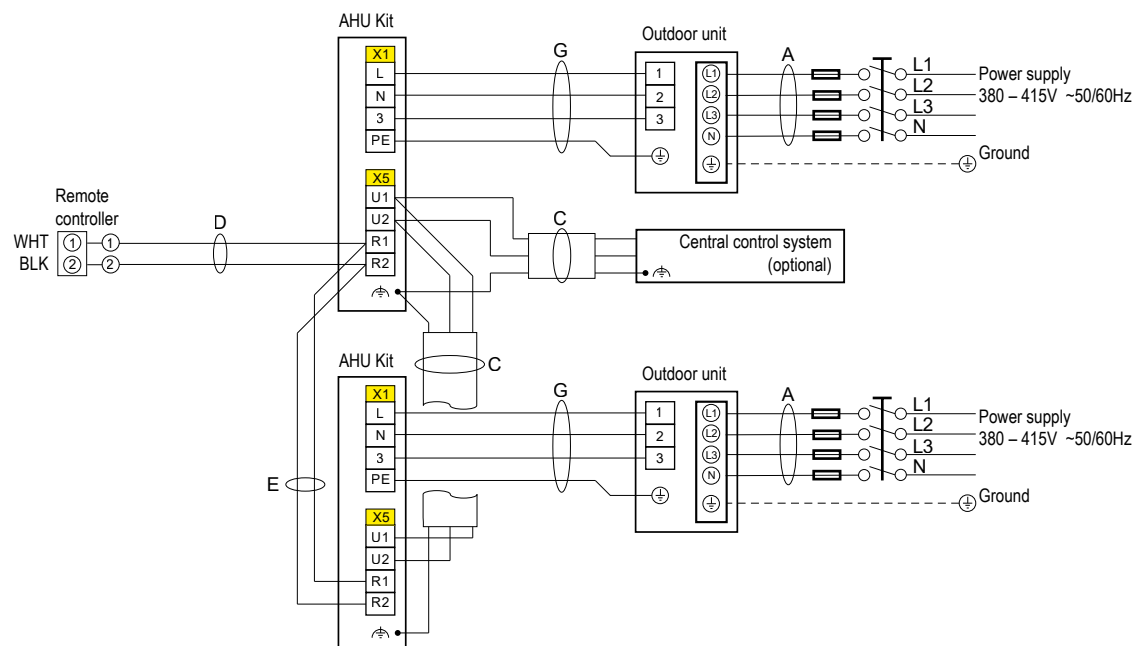 AHU Kit
X1
L
N
3
PE
X5
U1
U2
R1
R2
G
Outdoor unit
1
2
3
L1
L2
L3
N
A
L1
L2
L3
N
Power supply
380 – 415V ~50/60Hz
Ground
Remote
controller
WHT 1 1
BLK 2 2
D
C
Central control system
(optional)
C
AHU Kit
X1
L
N
3
PE
X5
U1
U2
R1
R2
E
G
Outdoor unit
1
2
3
L1
L2
L3
N
A
L1
L2
L3
N
Power supply
380 – 415V ~50/60Hz
Ground